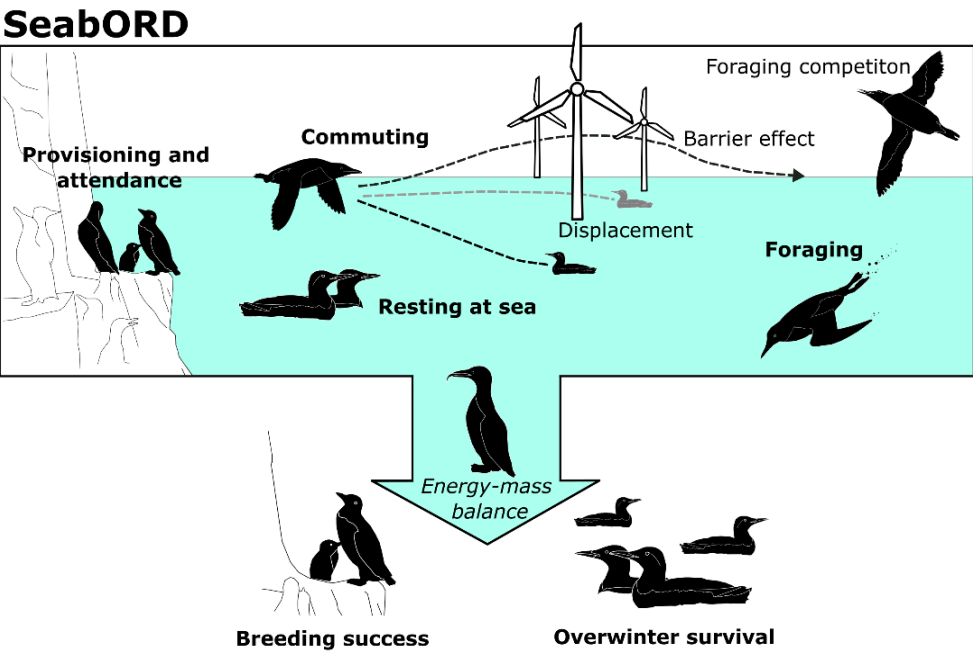 SeabORD
Foraging competiton
Commuting
Barrier effect
Provisioning and
attendance
Displacement
Foraging
Resting at sea
Energy-mass
balance
Breeding success
Overwinter survival